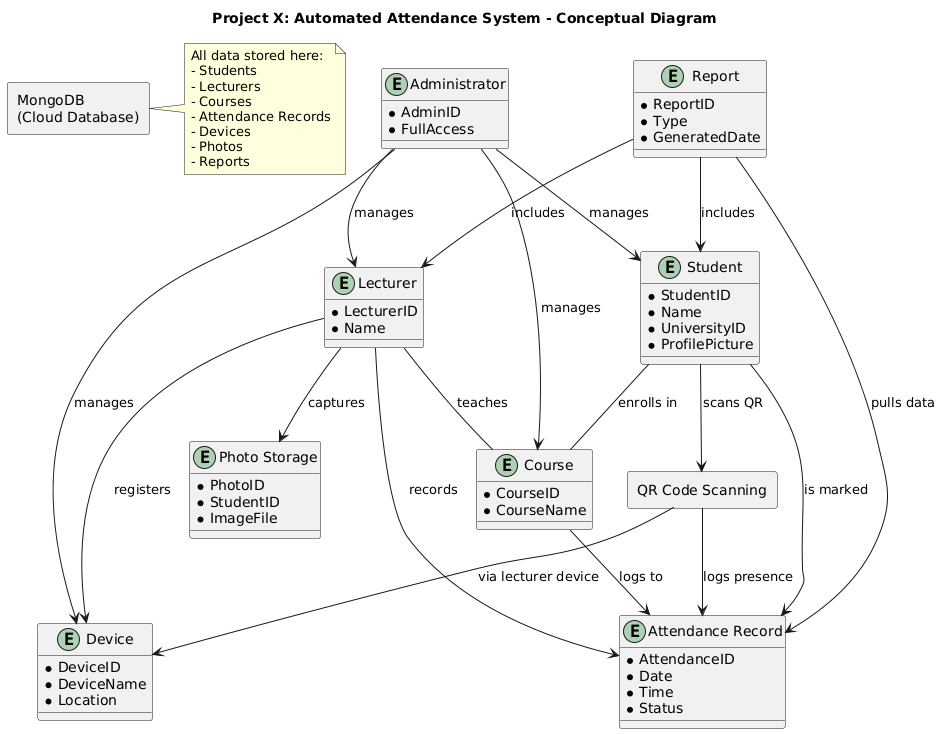 Project X: Automated Attendance System - Conceptual Diagram
MongoDB
(Cloud Database)
All data stored here:
- Students
- Lecturers
- Courses
- Attendance Records
- Devices
- Photos
- Reports
E Administrator
• AdminID
• FullAccess
E Report
• ReportID
• Type
• GeneratedDate
manages
includes
manages
includes
E Lecturer
• LecturerID
• Name
E Student
• StudentID
• Name
• UniversityID
• ProfilePicture
manages
manages
captures
teaches
enrolls in
scans QR
pulls data
E Photo Storage
• PhotoID
• StudentID
• ImageFile
E Course
• CourseID
• CourseName
QR Code Scanning
registers
records
is marked
via lecturer device
logs to
logs presence
E Device
• DeviceID
• DeviceName
• Location
E Attendance Record
• AttendanceID
• Date
• Time
• Status